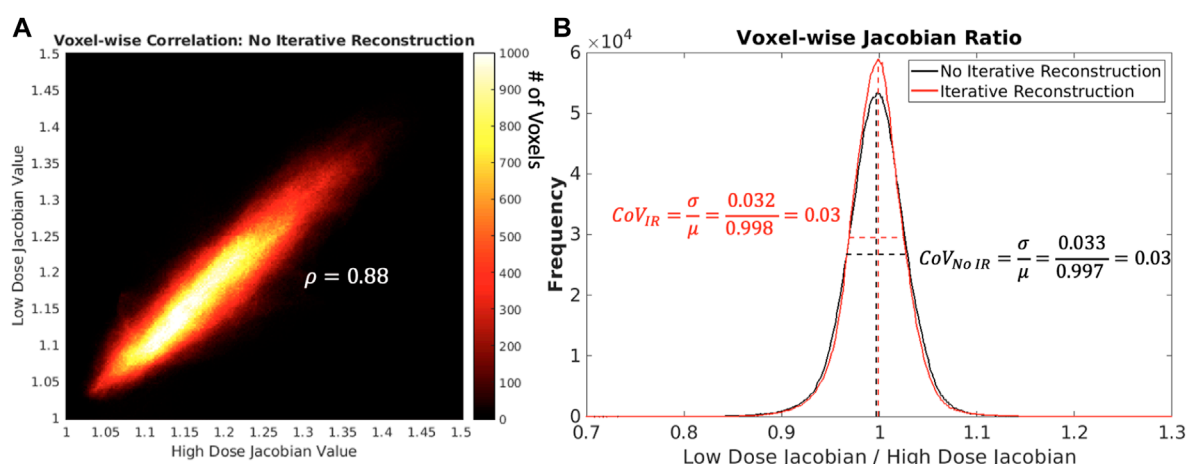 A
Voxel-wise Correlation: No Iterative Reconstruction
1.5
1.45
1.4
1.35
1.3
1.25
1.2
1.15
1.1
1.05
1
Low Dose Jacobian Value
ρ = 0.88
1 1.05 1.1 1.15 1.2 1.25 1.3 1.35 1.4 1.45 1.5
High Dose Jacobian Value
1000
900
800
700
600
500
400
300
200
100
0
# of Voxels
B
Voxel-wise Jacobian Ratio
×10⁴
6
5
4
3
2
1
0
Frequency
No Iterative Reconstruction
Iterative Reconstruction
CoV_IR = σ/μ = 0.032/0.998 = 0.03
CoV_No IR = σ/μ = 0.033/0.997 = 0.03
0.7 0.8 0.9 1 1.1 1.2 1.3
Low Dose Jacobian / High Dose Jacobian